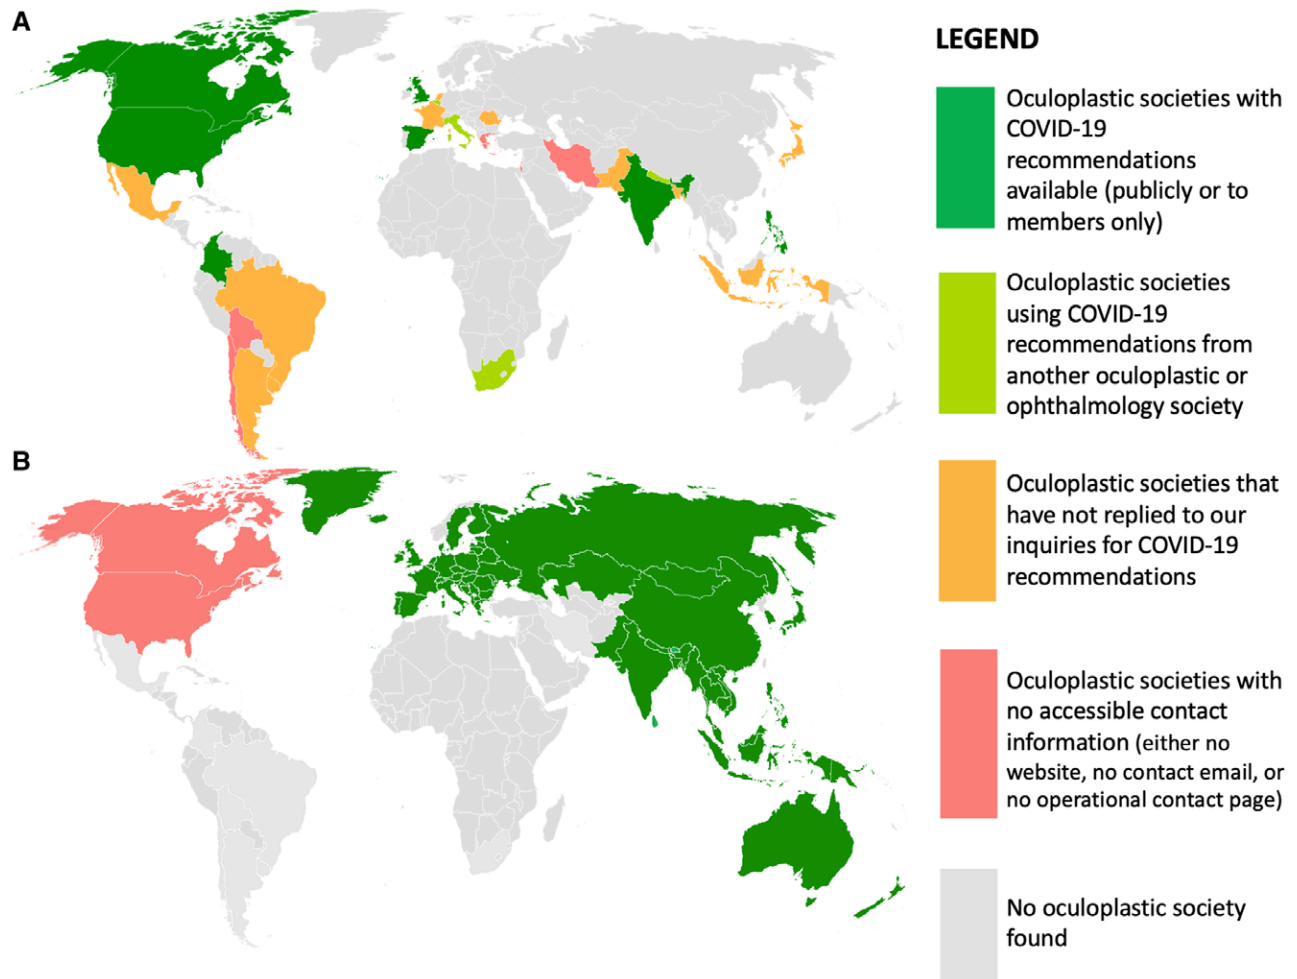 A
B
LEGEND
Oculoplastic societies with
COVID-19
recommendations
available (publicly or to
members only)
Oculoplastic societies
using COVID-19
recommendations from
another oculoplastic or
ophthalmology society
Oculoplastic societies that
have not replied to our
inquiries for COVID-19
recommendations
Oculoplastic societies with
no accessible contact
information (either no
website, no contact email, or
no operational contact page)
No oculoplastic society
found